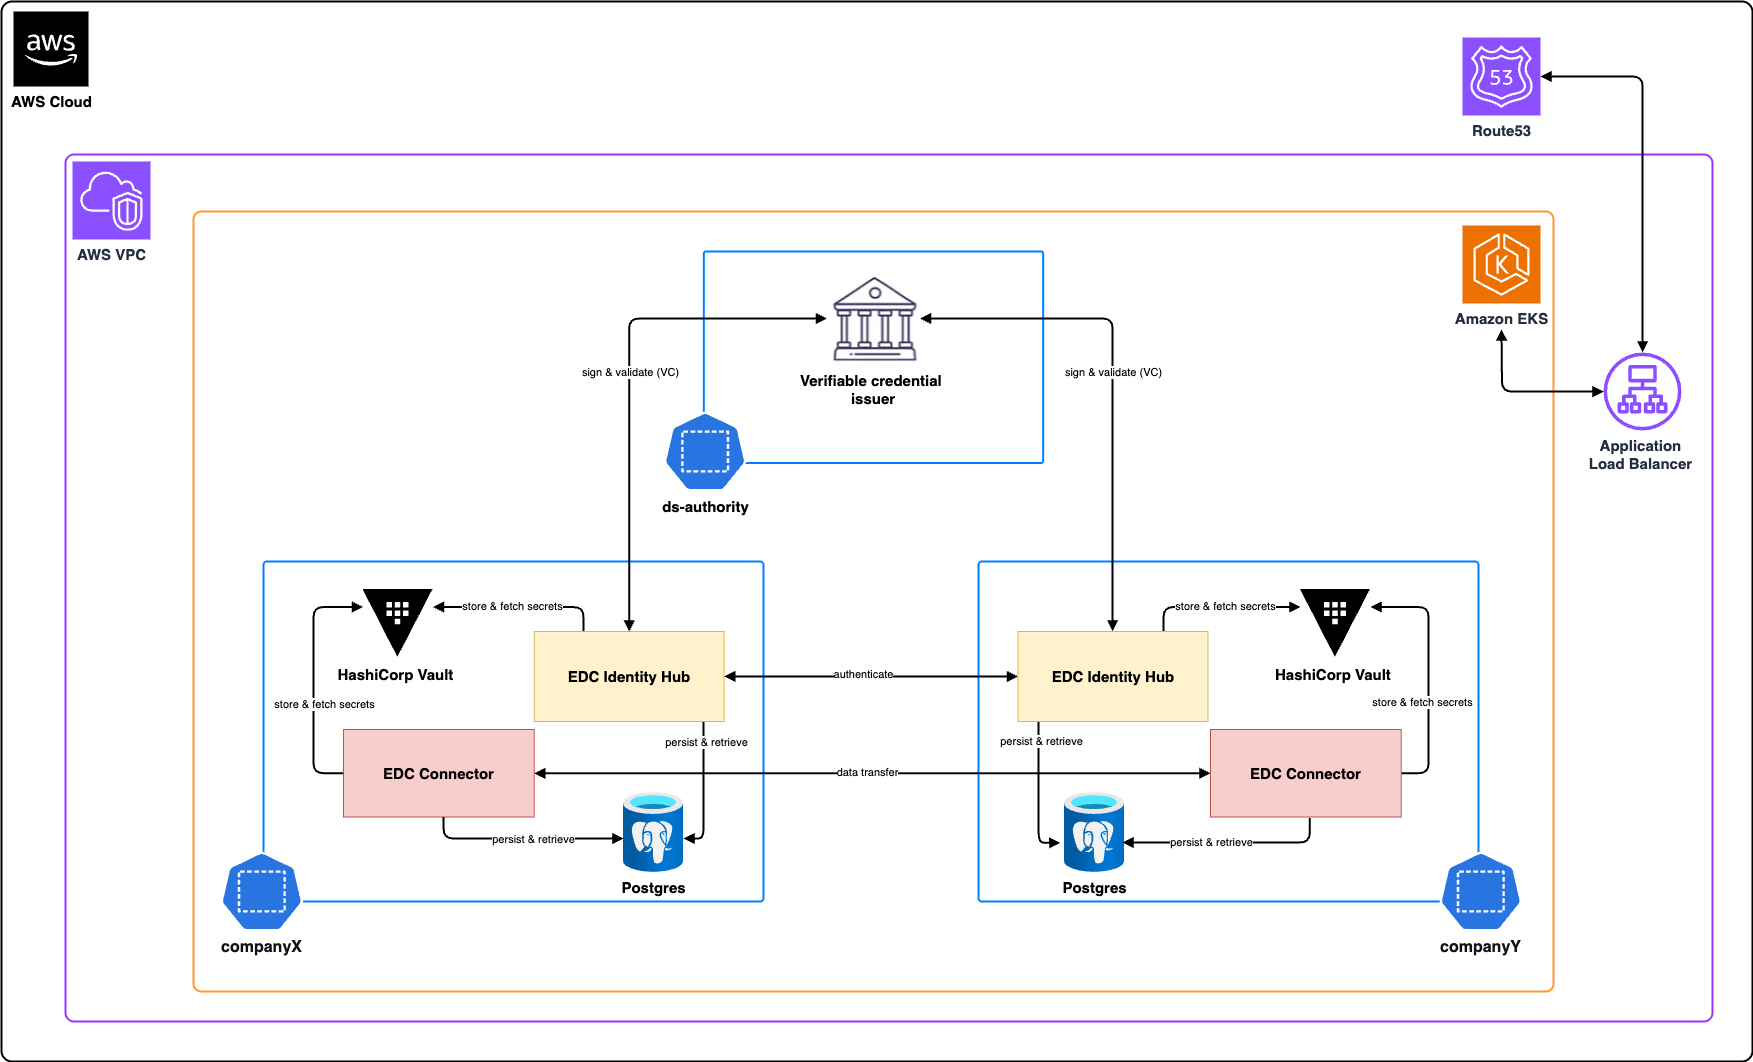 aws
AWS Cloud
53
Route53
AWS VPC
K
Amazon EKS
sign & validate (VC)
Verifiable credential
issuer
sign & validate (VC)
ds-authority
Application
Load Balancer
store & fetch secrets
HashiCorp Vault
EDC Identity Hub
authenticate
EDC Identity Hub
store & fetch secrets
HashiCorp Vault
store & fetch secrets
store & fetch secrets
persist & retrieve
persist & retrieve
EDC Connector
data transfer
EDC Connector
persist & retrieve
persist & retrieve
Postgres
Postgres
companyX
companyY